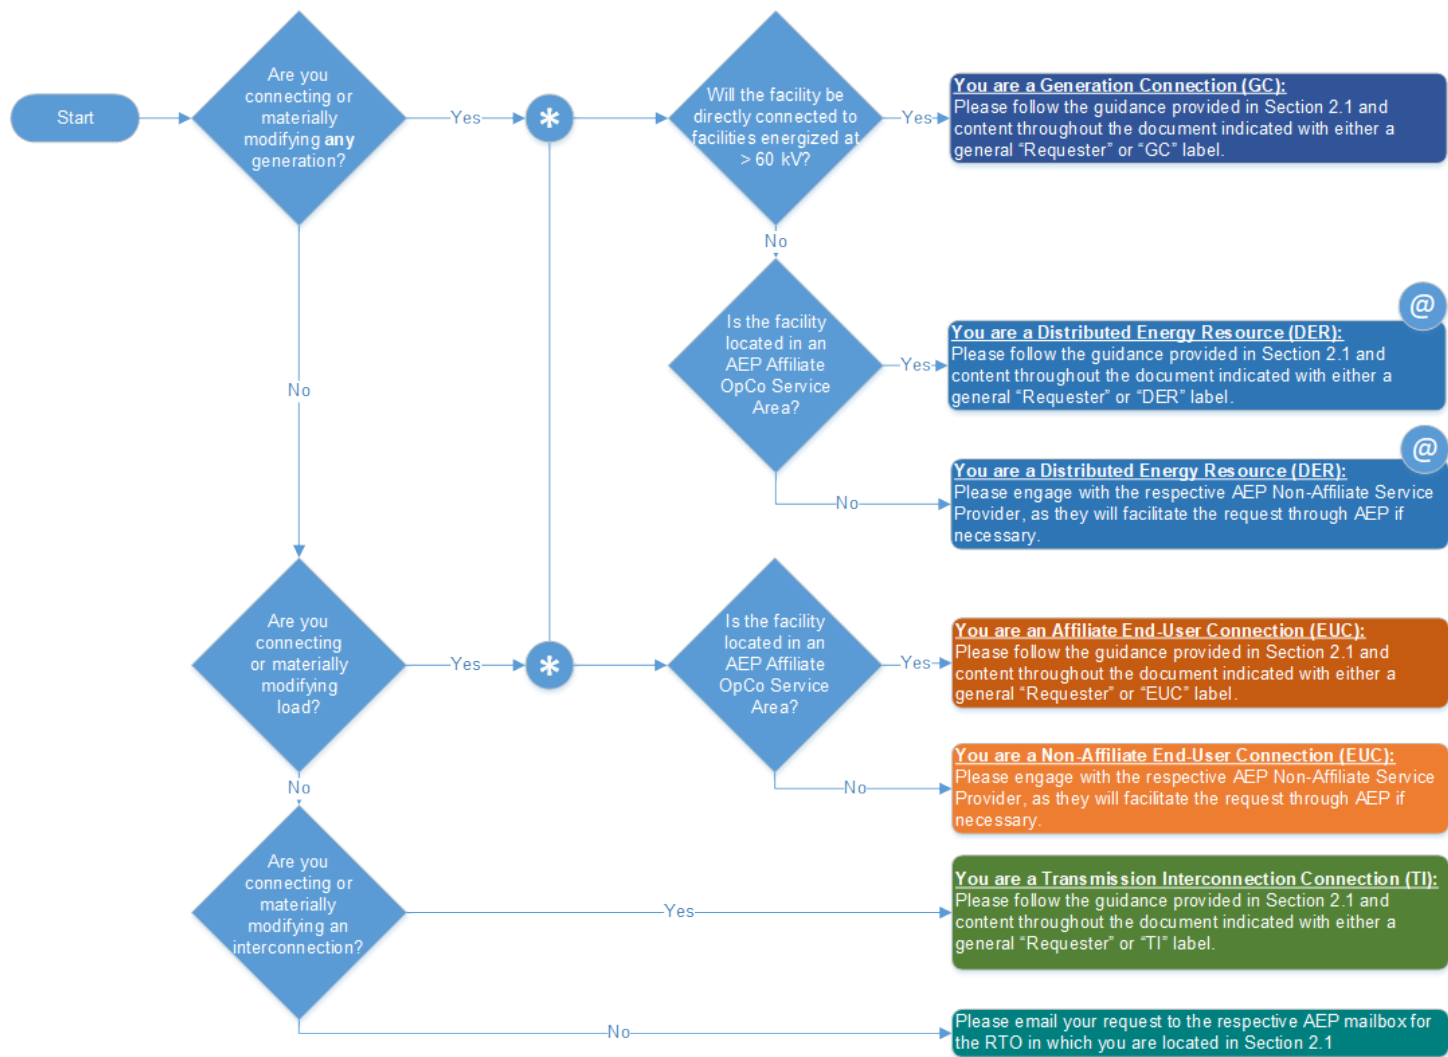 Start
Are you
connecting or
materially
modifying any
generation?
Yes
*
Will the facility be
directly connected to
facilities energized at
> 60 kV?
Yes
You are a Generation Connection (GC):
Please follow the guidance provided in Section 2.1 and
content throughout the document indicated with either a
general “Requester” or “GC” label.
No
Is the facility
located in an
AEP Affiliate
OpCo Service
Area?
Yes
@
You are a Distributed Energy Resource (DER):
Please follow the guidance provided in Section 2.1 and
content throughout the document indicated with either a
general “Requester” or “DER” label.
No
@
You are a Distributed Energy Resource (DER):
Please engage with the respective AEP Non-Affiliate Service
Provider, as they will facilitate the request through AEP if
necessary.
No
Are you
connecting
or materially
modifying
load?
Yes
*
Is the facility
located in an
AEP Affiliate
OpCo Service
Area?
Yes
You are an Affiliate End-User Connection (EUC):
Please follow the guidance provided in Section 2.1 and
content throughout the document indicated with either a
general “Requester” or “EUC” label.
No
You are a Non-Affiliate End-User Connection (EUC):
Please engage with the respective AEP Non-Affiliate Service
Provider, as they will facilitate the request through AEP if
necessary.
No
Are you
connecting or
materially
modifying an
interconnection?
Yes
You are a Transmission Interconnection Connection (TI):
Please follow the guidance provided in Section 2.1 and
content throughout the document indicated with either a
general “Requester” or “TI” label.
No
Please email your request to the respective AEP mailbox for
the RTO in which you are located in Section 2.1